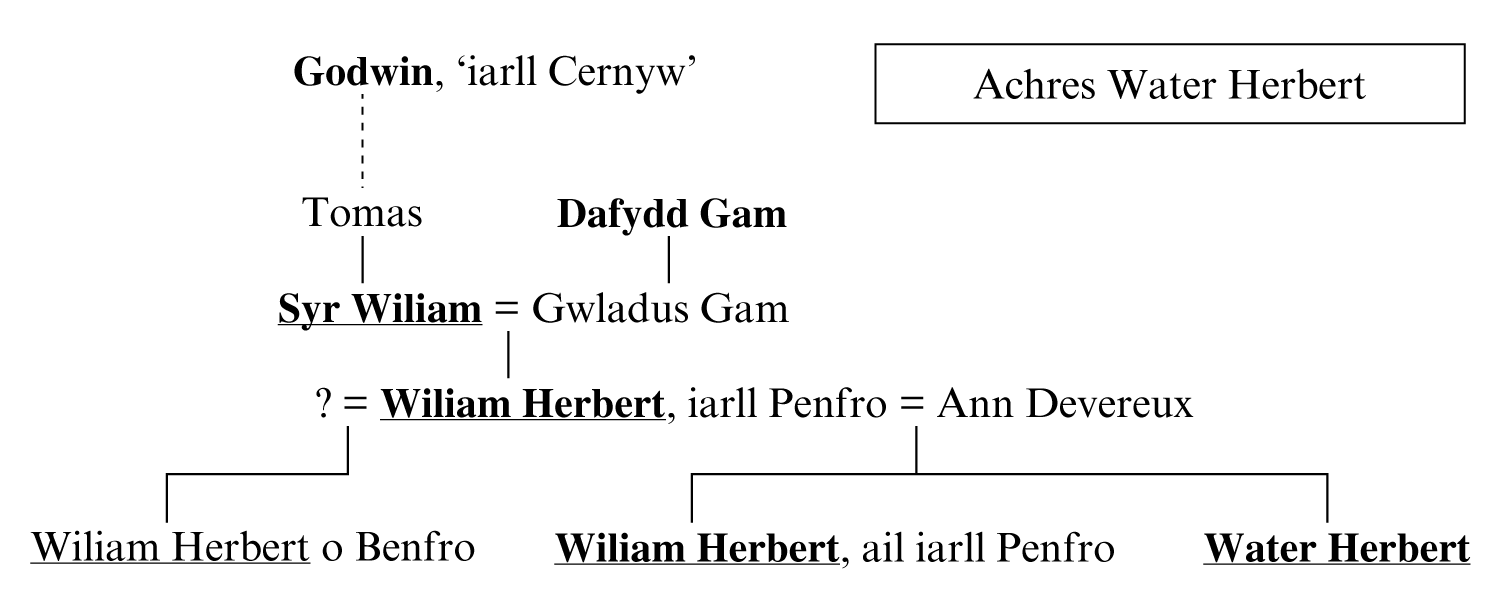 Godwin, ‘iarll Cernyw’
Achres Water Herbert
Tomas
Dafydd Gam
Syr Wiliam = Gwladus Gam
? = Wiliam Herbert, iarll Penfro = Ann Devereux
Wiliam Herbert o Benfro
Wiliam Herbert, ail iarll Penfro
Water Herbert